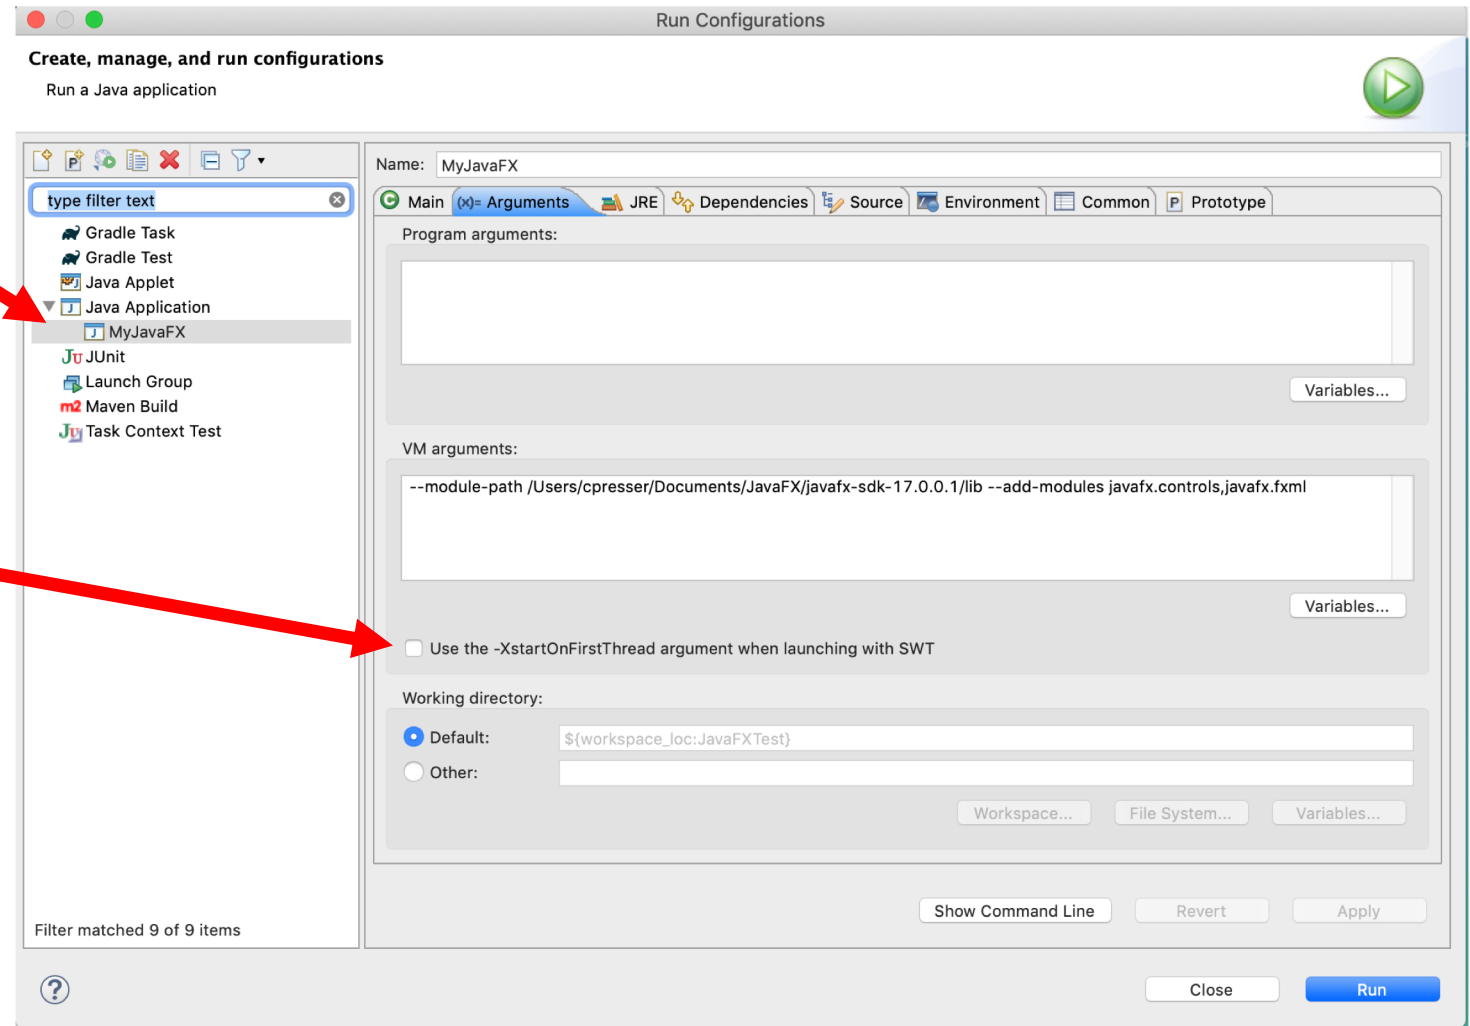 Run Configurations
Create, manage, and run configurations
Run a Java application
type filter text
Gradle Task
Gradle Test
Java Applet
Java Application
MyJavaFX
JUnit
Launch Group
Maven Build
Task Context Test
Filter matched 9 of 9 items
Name: MyJavaFX
Main (x)= Arguments JRE Dependencies Source Environment Common Prototype
Program arguments:
Variables...
VM arguments:
--module-path /Users/cpresser/Documents/JavaFX/javafx-sdk-17.0.0.1/lib --add-modules javafx.controls,javafx.fxml
Variables...
Use the -XstartOnFirstThread argument when launching with SWT
Working directory:
Default: ${workspace_loc:JavaFXTest}
Other:
Workspace... File System... Variables...
Show Command Line Revert Apply
? Close Run